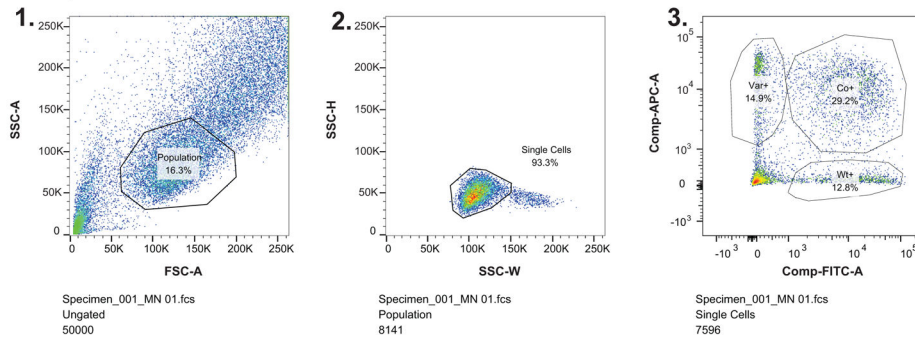 1.
250K
200K
150K
100K
50K
0
SSC-A
Population
16.3%
0
50K
100K
150K
200K
250K
FSC-A
Specimen_001_MN 01.fcs
Ungated
50000
2.
250K
200K
150K
100K
50K
0
SSC-H
Single Cells
93.3%
0
50K
100K
150K
200K
250K
SSC-W
Specimen_001_MN 01.fcs
Population
8141
3.
10^5
10^4
10^3
0
-10^3
Comp-APC-A
Var+
14.9%
Co+
29.2%
Wt+
12.8%
-10^3
0
10^3
10^4
10^5
Comp-FITC-A
Specimen_001_MN 01.fcs
Single Cells
7596